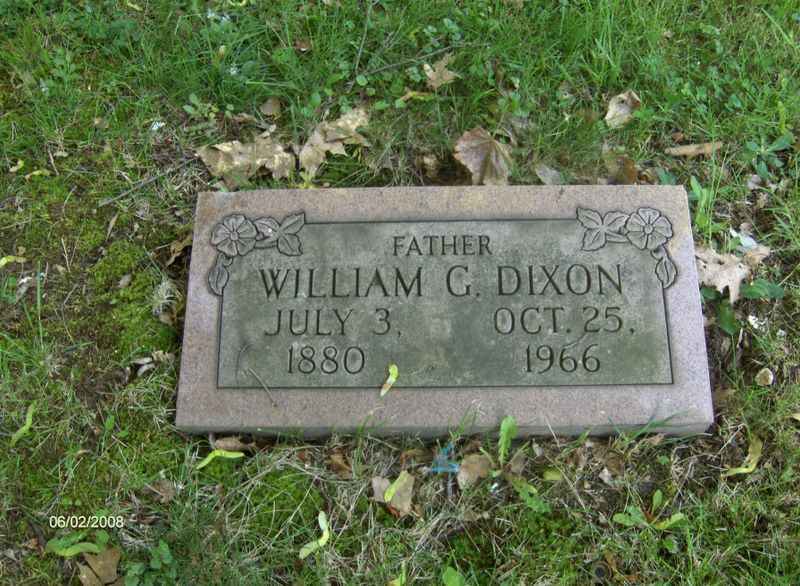 FATHER
WILLIAM G. DIXON
JULY 3, OCT. 25,
1880 1966
06/02/2008